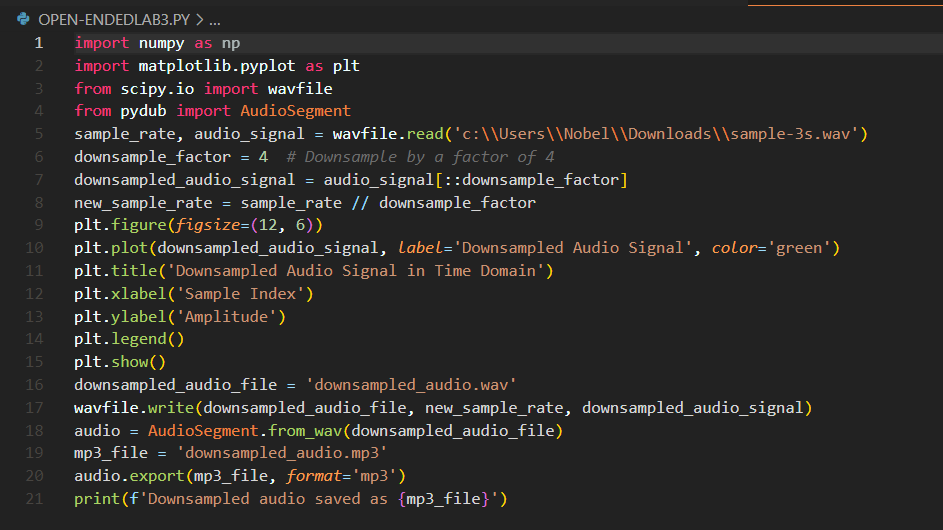 OPEN-ENDEDLAB3.PY > ...
1 import numpy as np
2 import matplotlib.pyplot as plt
3 from scipy.io import wavfile
4 from pydub import AudioSegment
5 sample_rate, audio_signal = wavfile.read('c:\\Users\\Nobel\\Downloads\\sample-3s.wav')
6 downsample_factor = 4  # Downsample by a factor of 4
7 downsampled_audio_signal = audio_signal[::downsample_factor]
8 new_sample_rate = sample_rate // downsample_factor
9 plt.figure(figsize=(12, 6))
10 plt.plot(downsampled_audio_signal, label='Downsampled Audio Signal', color='green')
11 plt.title('Downsampled Audio Signal in Time Domain')
12 plt.xlabel('Sample Index')
13 plt.ylabel('Amplitude')
14 plt.legend()
15 plt.show()
16 downsampled_audio_file = 'downsampled_audio.wav'
17 wavfile.write(downsampled_audio_file, new_sample_rate, downsampled_audio_signal)
18 audio = AudioSegment.from_wav(downsampled_audio_file)
19 mp3_file = 'downsampled_audio.mp3'
20 audio.export(mp3_file, format='mp3')
21 print(f'Downsampled audio saved as {mp3_file}')